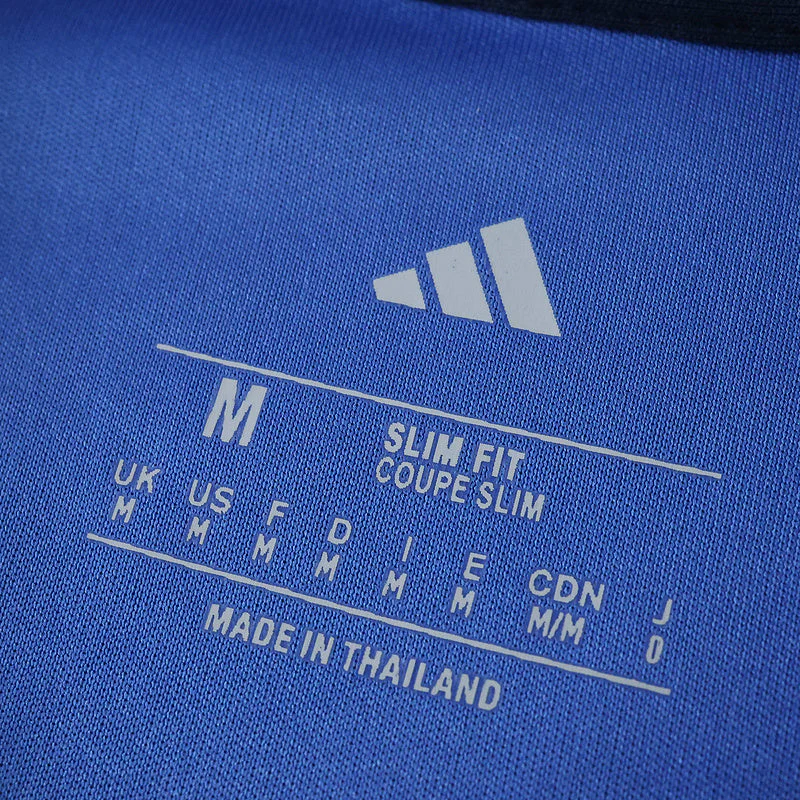 M
SLIM FIT
COUPE SLIM
UK US F D I E CDN J
M M M M M M M/M O
MADE IN THAILAND